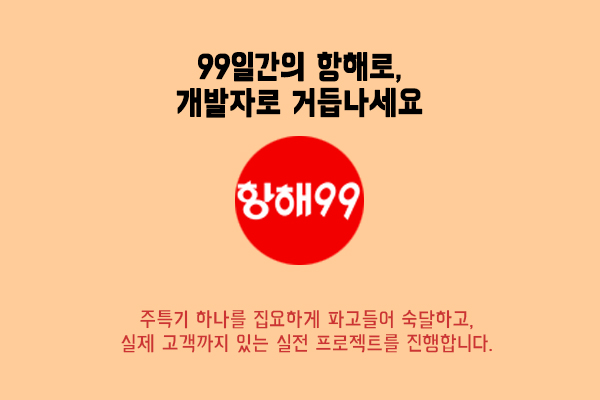 99일간의 항해로,
개발자로 거듭나세요
항해99
주특기 하나를 집요하게 파고들어 숙달하고,
실제 고객까지 있는 실전 프로젝트를 진행합니다.